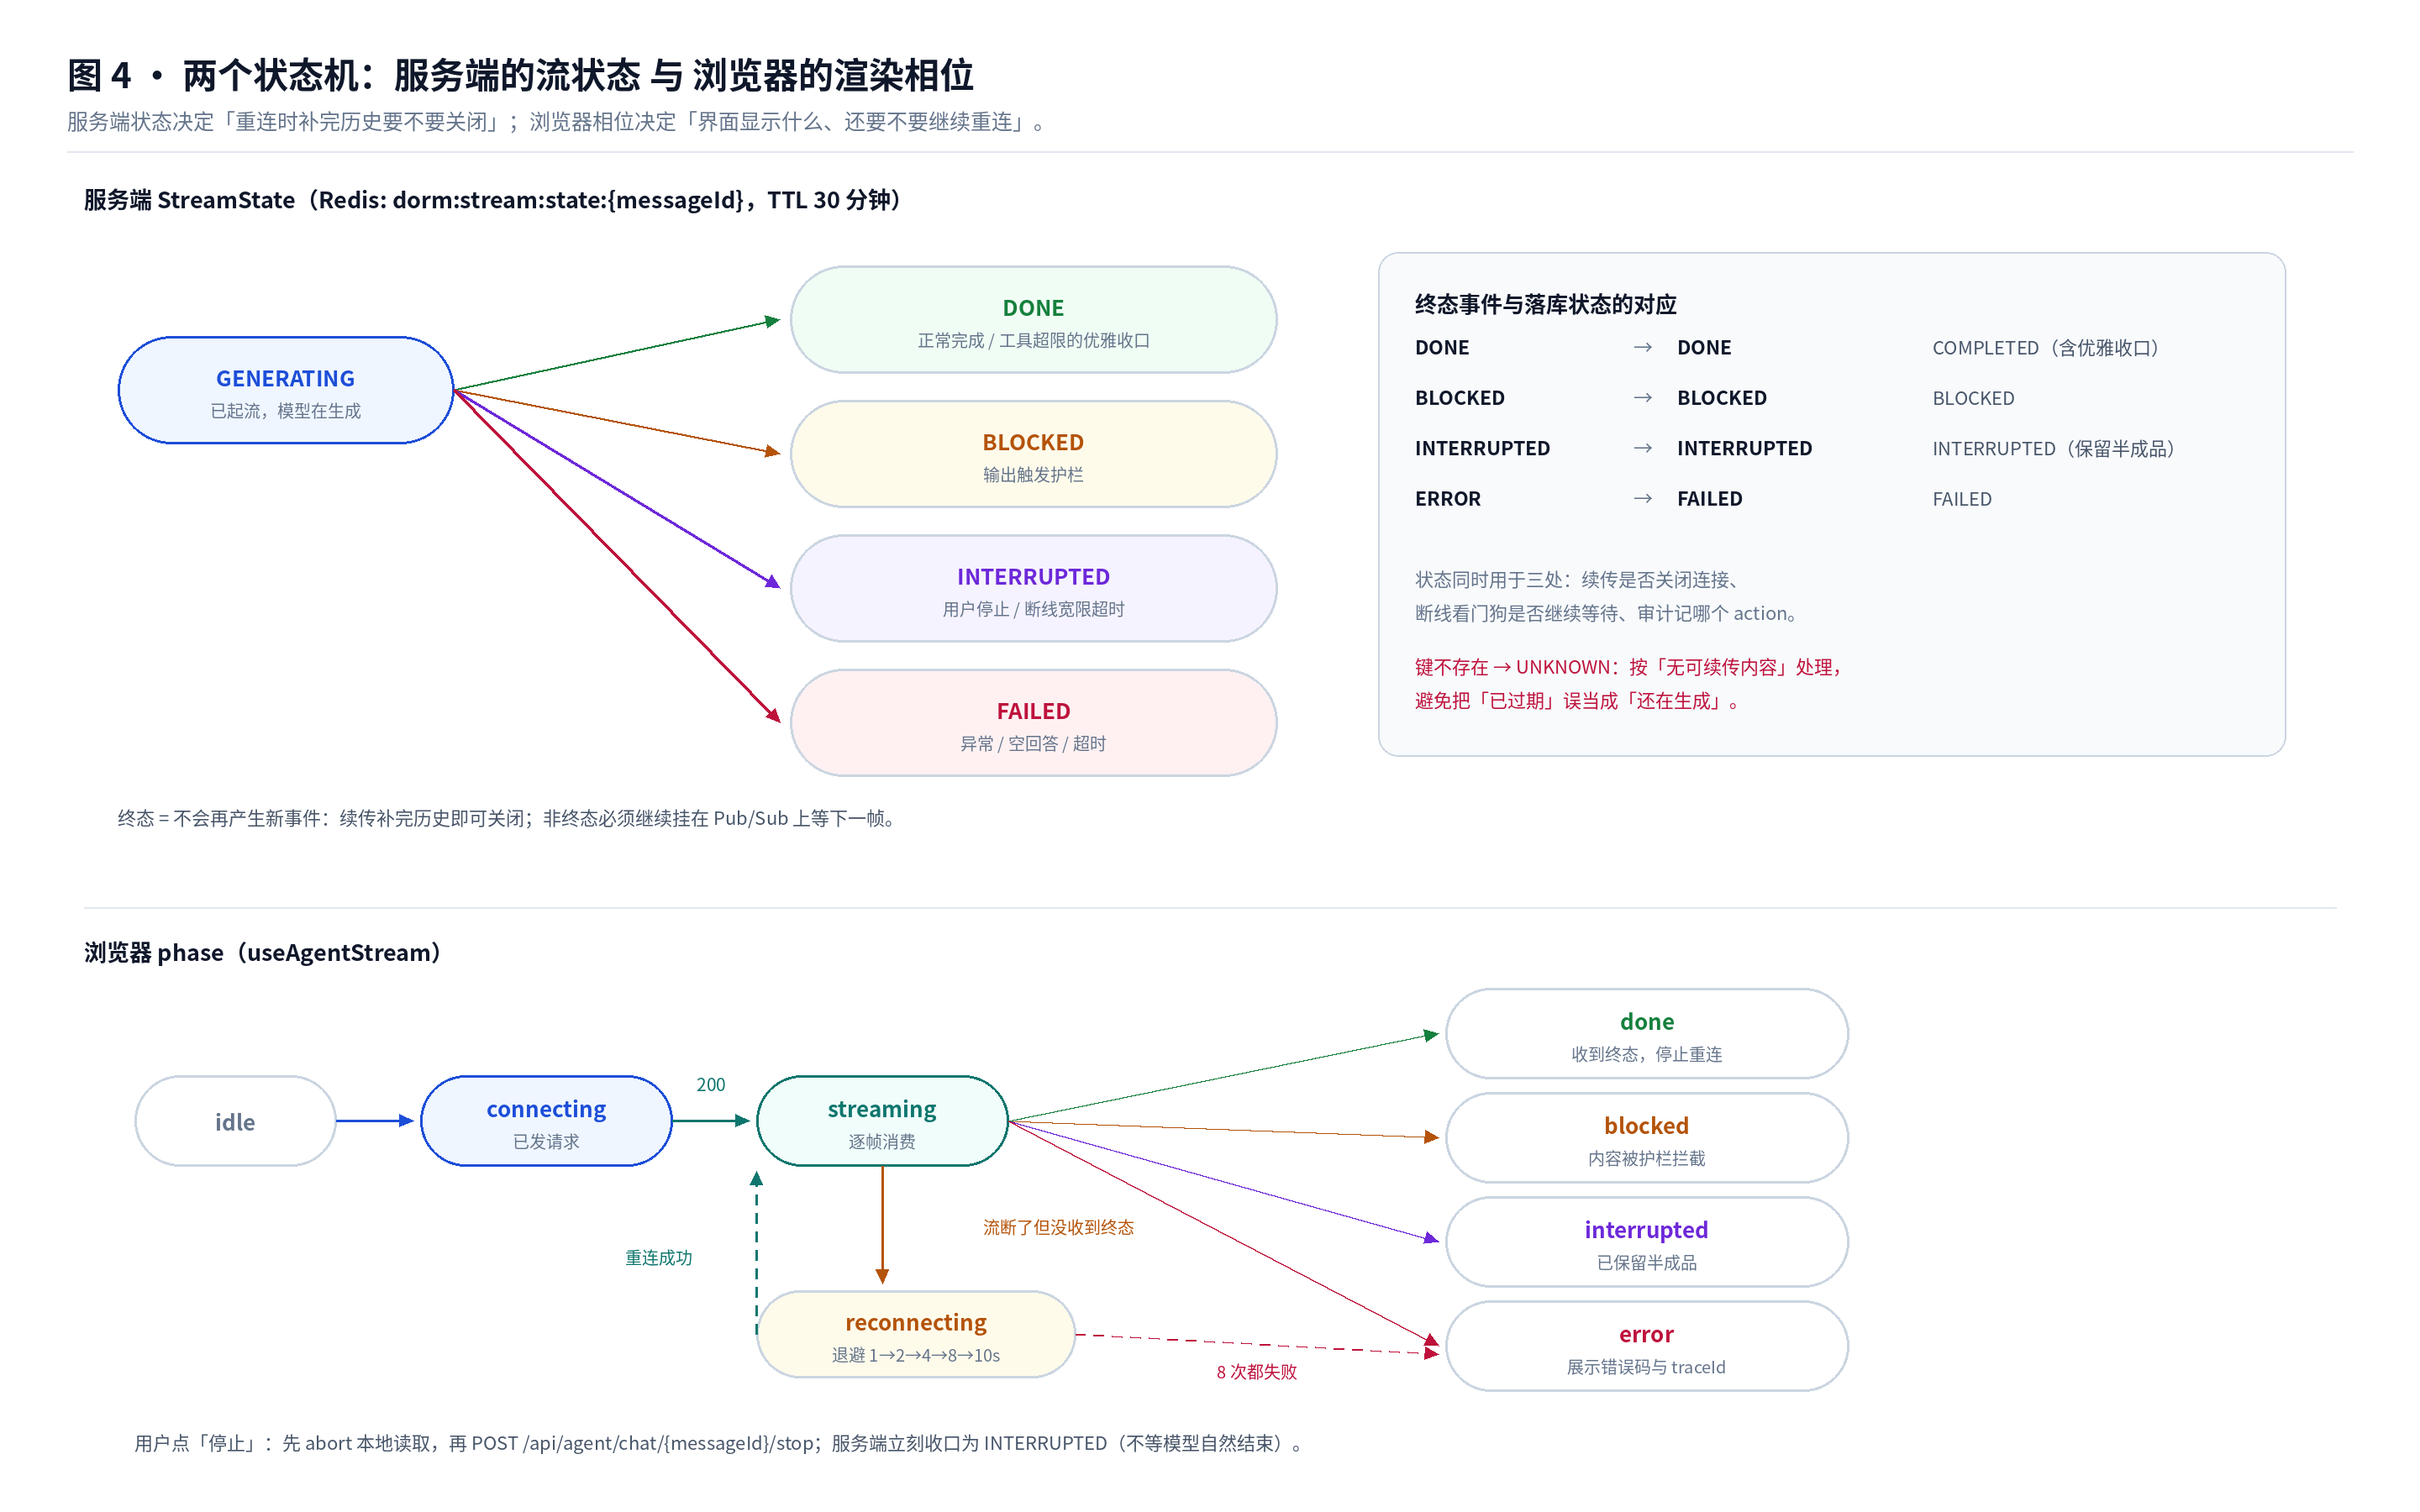 图 4 · 两个状态机：服务端的流状态 与 浏览器的渲染相位
服务端状态决定「重连时补完历史要不要关闭」；浏览器相位决定「界面显示什么、还要不要继续重连」。
服务端 StreamState（Redis: dorm:stream:state:{messageId}，TTL 30 分钟）
GENERATING
已起流，模型在生成
DONE
正常完成 / 工具超限的优雅收口
BLOCKED
输出触发护栏
INTERRUPTED
用户停止 / 断线宽限超时
FAILED
异常 / 空回答 / 超时
终态事件与落库状态的对应
DONE → DONE COMPLETED（含优雅收口）
BLOCKED → BLOCKED BLOCKED
INTERRUPTED → INTERRUPTED INTERRUPTED（保留半成品）
ERROR → FAILED FAILED
状态同时用于三处：续传是否关闭连接、
断线看门狗是否继续等待、审计记哪个 action。
键不存在 → UNKNOWN：按「无可续传内容」处理，
避免把「已过期」误当成「还在生成」。
终态 = 不会再产生新事件：续传补完历史即可关闭；非终态必须继续挂在 Pub/Sub 上等下一帧。
浏览器 phase（useAgentStream）
idle
connecting
已发请求
200
streaming
逐帧消费
done
收到终态，停止重连
blocked
内容被护栏拦截
interrupted
已保留半成品
error
展示错误码与 traceId
流断了但没收到终态
重连成功
reconnecting
退避 1→2→4→8→10s
8 次都失败
用户点「停止」：先 abort 本地读取，再 POST /api/agent/chat/{messageId}/stop；服务端立刻收口为 INTERRUPTED（不等模型自然结束）。